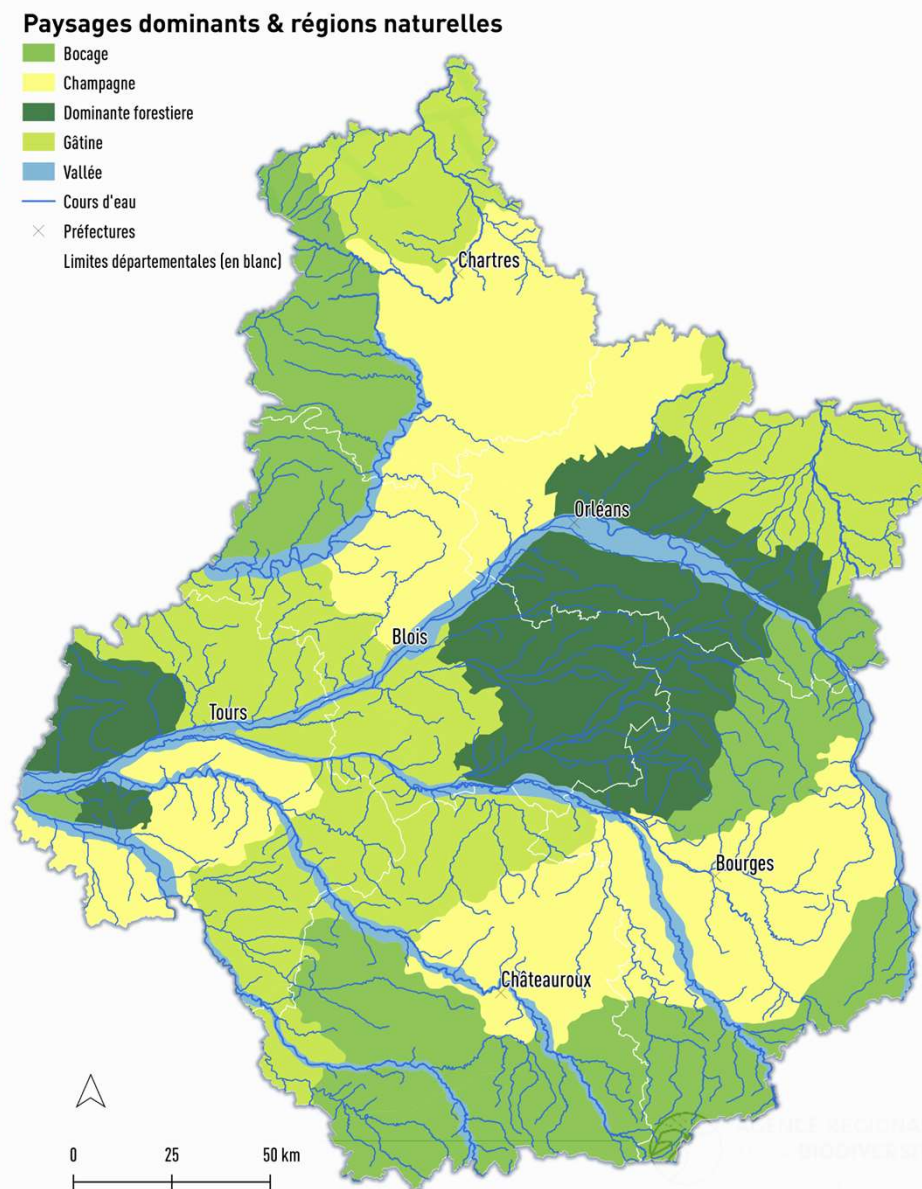 Paysages dominants & régions naturelles
Bocage
Champagne
Dominante forestiere
Gâtine
Vallée
Cours d'eau
Préfectures
Limites départementales (en blanc)
Chartres
Orléans
Blois
Tours
Bourges
Châteauroux
0 25 50 km